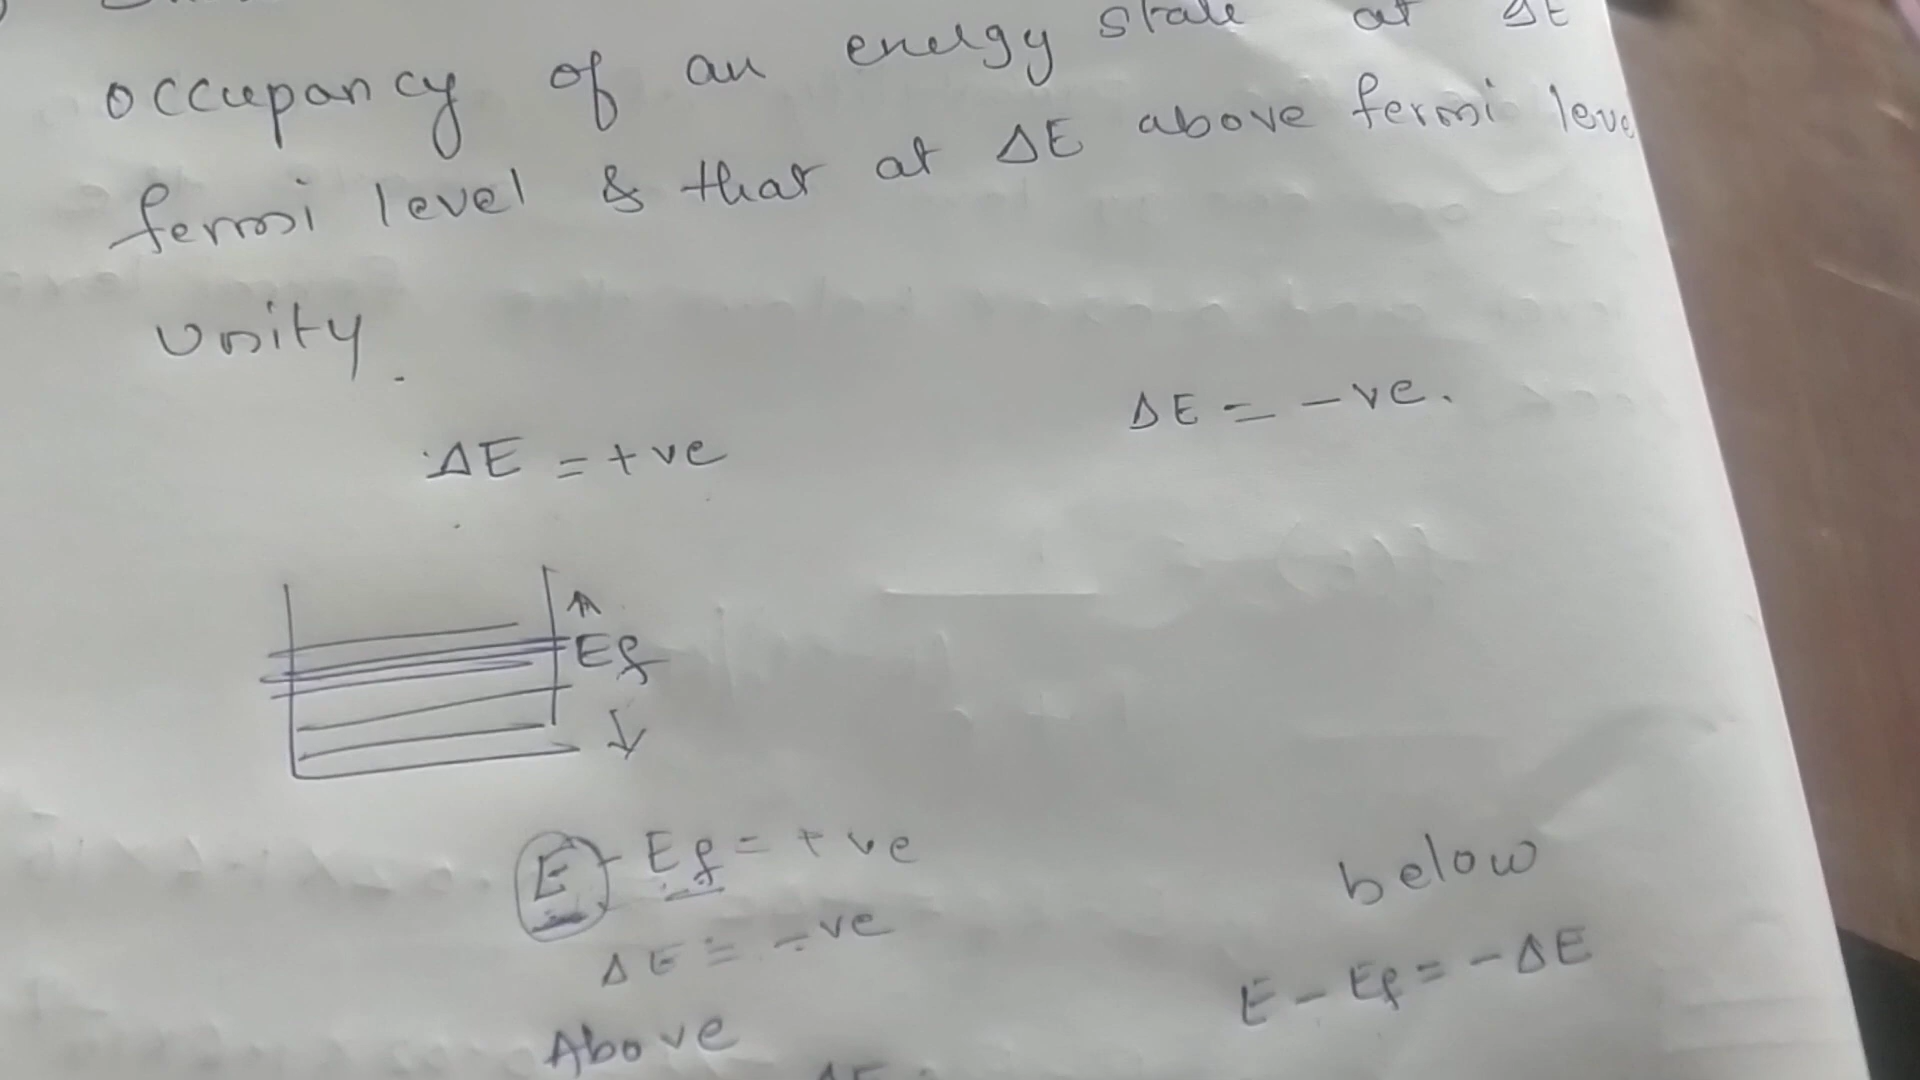 occupancy of an energy state at ΔE
fermi level & that at ΔE above fermi leve
unity.
ΔE = +ve
ΔE = -ve.
Ef
E - Ef = +ve
ΔE = -ve
Above
below
E - Ef = -ΔE